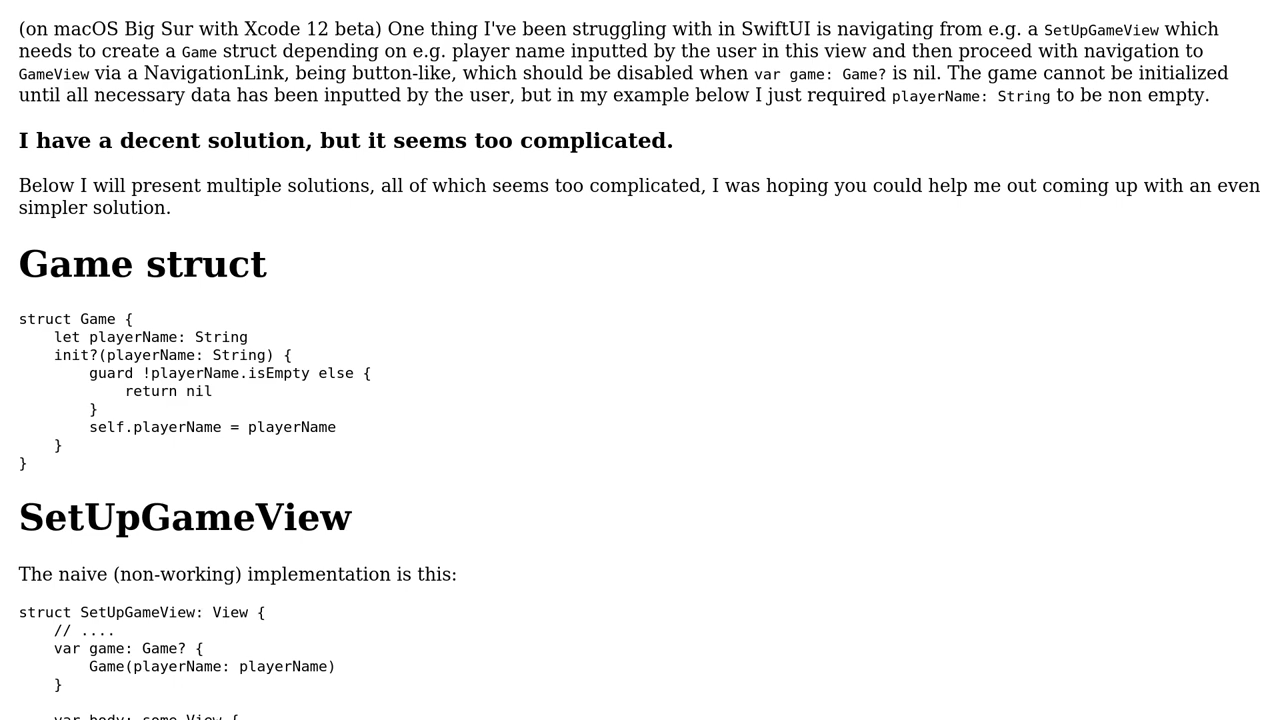 (on macOS Big Sur with Xcode 12 beta) One thing I've been struggling with in SwiftUI is navigating from e.g. a SetUpGameView which
needs to create a Game struct depending on e.g. player name inputted by the user in this view and then proceed with navigation to
GameView via a NavigationLink, being button-like, which should be disabled when var game: Game? is nil. The game cannot be initialized
until all necessary data has been inputted by the user, but in my example below I just required playerName: String to be non empty.
I have a decent solution, but it seems too complicated.
Below I will present multiple solutions, all of which seems too complicated, I was hoping you could help me out coming up with an even
simpler solution.
Game struct
struct Game {
    let playerName: String
    init?(playerName: String) {
        guard !playerName.isEmpty else {
            return nil
        }
        self.playerName = playerName
    }
}
SetUpGameView
The naive (non-working) implementation is this:
struct SetUpGameView: View {
    // ....
    var game: Game? {
        Game(playerName: playerName)
    }
    var body: some View {